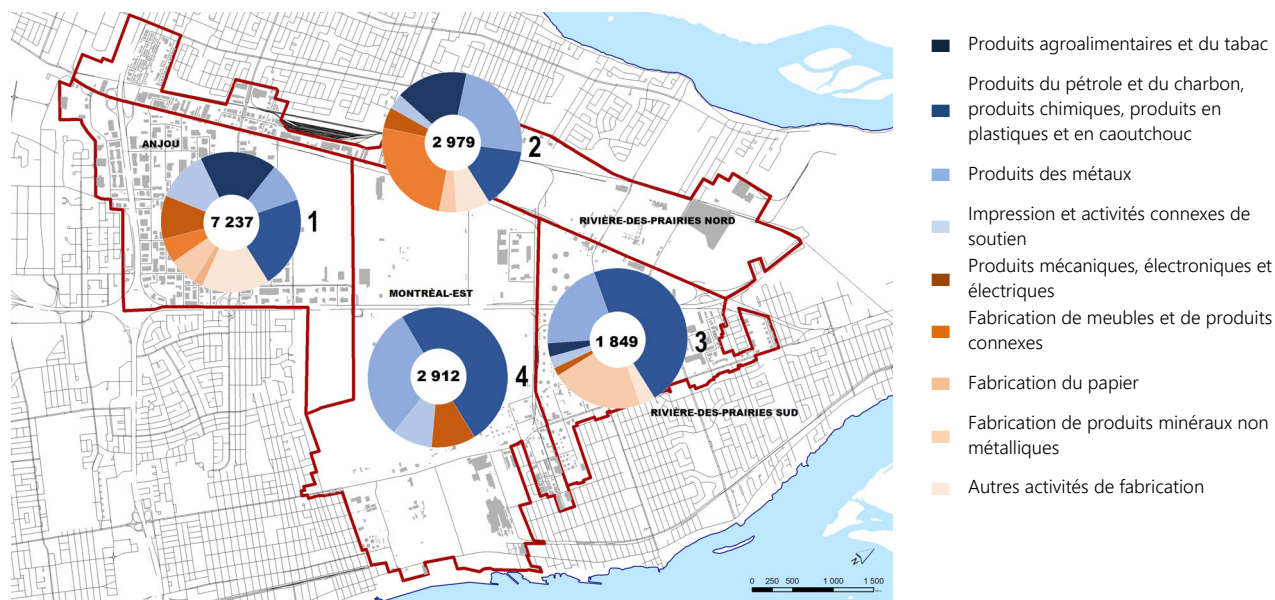 ANJOU
7 237
1
2 979
2
RIVIÈRE-DES-PRAIRIES NORD
MONTRÉAL-EST
2 912
4
1 849
3
RIVIÈRE-DES-PRAIRIES SUD
N
0 250 500 1 000 1 500
Produits agroalimentaires et du tabac
Produits du pétrole et du charbon,
produits chimiques, produits en
plastiques et en caoutchouc
Produits des métaux
Impression et activités connexes de
soutien
Produits mécaniques, électroniques et
électriques
Fabrication de meubles et de produits
connexes
Fabrication du papier
Fabrication de produits minéraux non
métalliques
Autres activités de fabrication